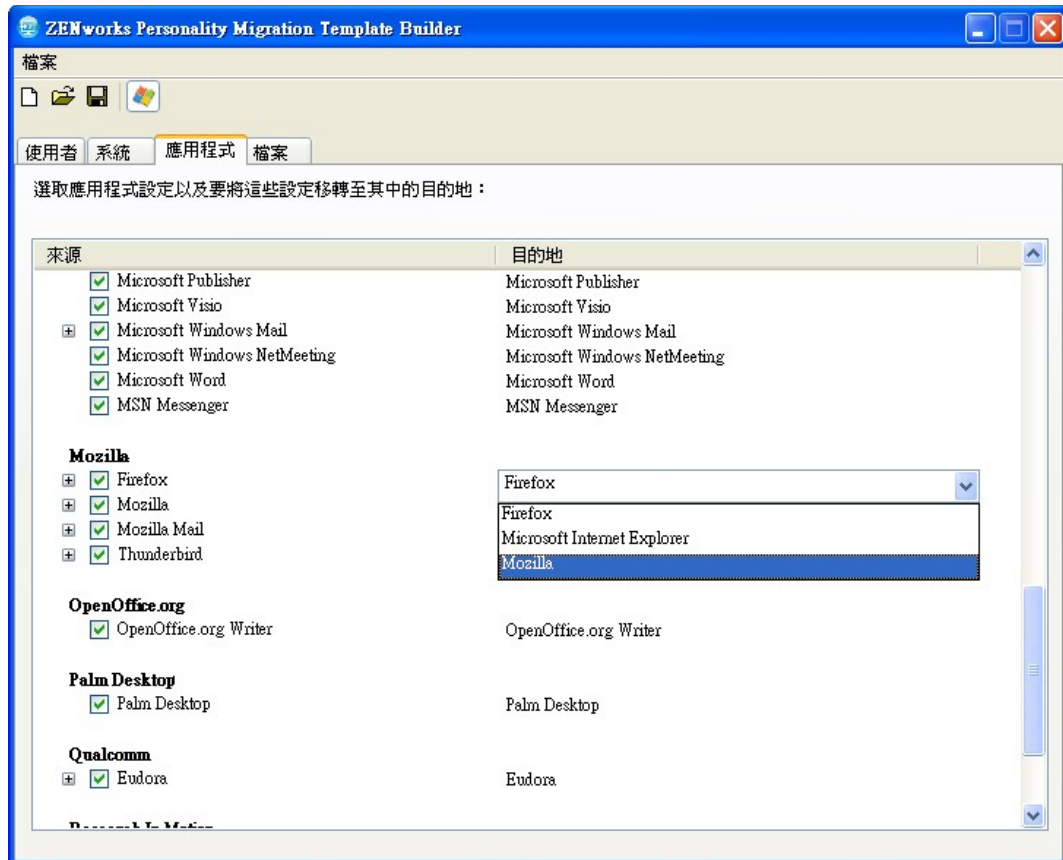 ZENworks Personality Migration Template Builder
檔案
使用者 系統 應用程式 檔案
選取應用程式設定以及要將這些設定移轉至其中的目的地：
來源 目的地
Microsoft Publisher Microsoft Publisher
Microsoft Visio Microsoft Visio
Microsoft Windows Mail Microsoft Windows Mail
Microsoft Windows NetMeeting Microsoft Windows NetMeeting
Microsoft Word Microsoft Word
MSN Messenger MSN Messenger
Mozilla
Firefox Firefox
Mozilla Firefox
Mozilla Mail Microsoft Internet Explorer
Thunderbird Mozilla
OpenOffice.org
OpenOffice.org Writer OpenOffice.org Writer
Palm Desktop
Palm Desktop Palm Desktop
Qualcomm
Eudora Eudora